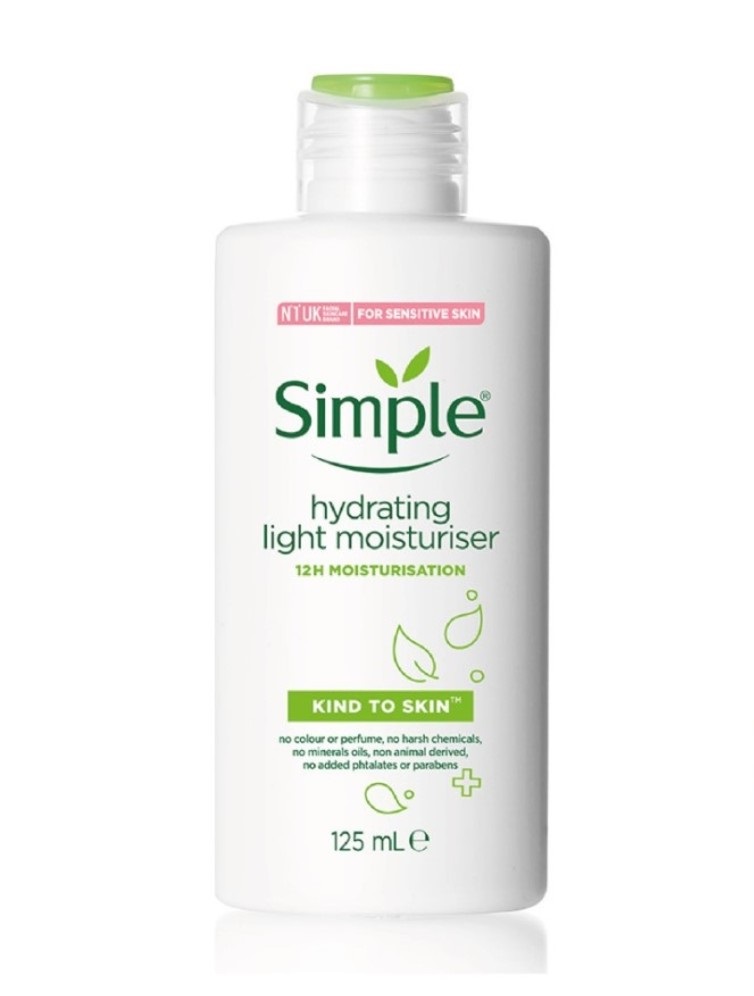 NT UK FOR SENSITIVE SKIN
Simple®
hydrating
light moisturiser
12H MOISTURISATION
KIND TO SKIN™
no colour or perfume, no harsh chemicals,
no minerals oils, non animal derived,
no added phtalates or parabens
125 mL ℮